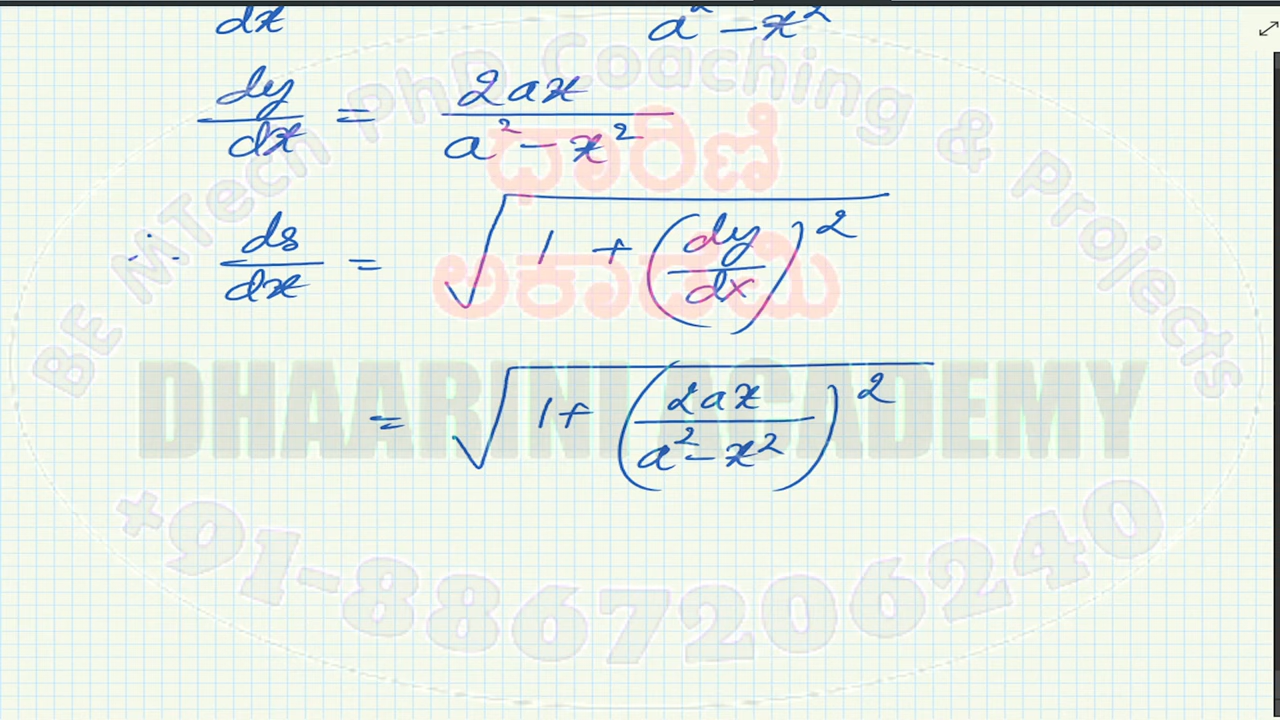 dx a² - x²
dy/dx = 2ax / a² - x²
∴ ds/dx = √(1 + (dy/dx)²)
= √(1+ (2ax / a² - x²)²)
BE MTech PhD Coaching & Projects
ಧಾರಿಣಿ
ಅಕಾಡೆಮಿ
DHAARINI ACADEMY
+91-8867206240